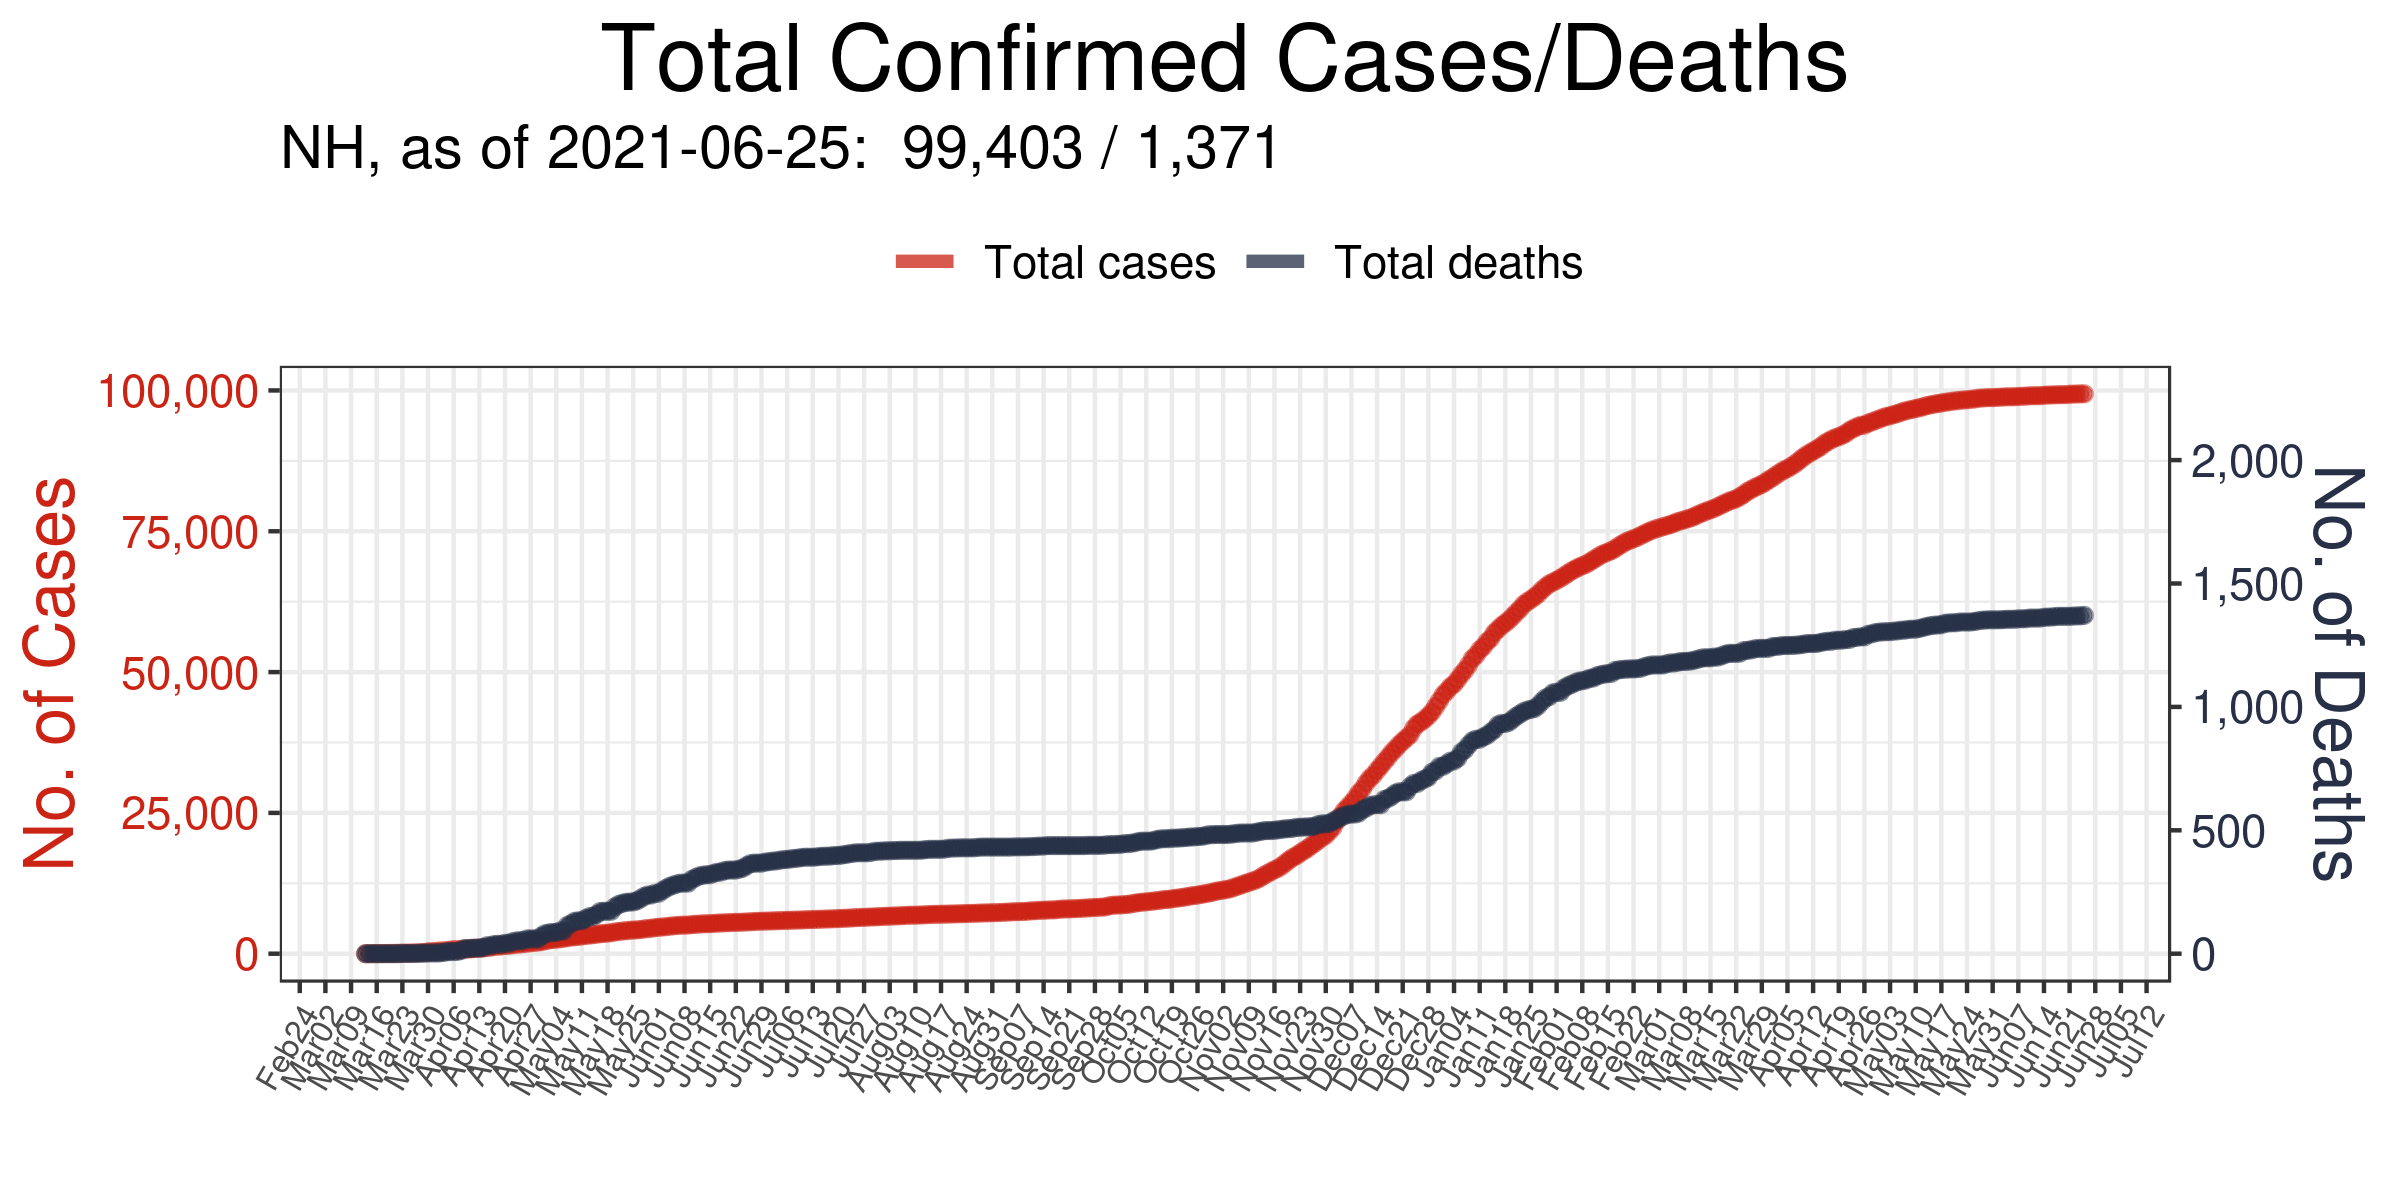 Total Confirmed Cases/Deaths
NH, as of 2021-06-25:  99,403 / 1,371
Total cases
Total deaths
No. of Cases
100,000
75,000
50,000
25,000
0
2,000
1,500
1,000
500
0
No. of Deaths
Feb24
Mar02
Mar09
Mar16
Mar23
Mar30
Apr06
Apr13
Apr20
Apr27
May04
May11
May18
May25
Jun01
Jun08
Jun15
Jun22
Jun29
Jul06
Jul13
Jul20
Jul27
Aug03
Aug10
Aug17
Aug24
Aug31
Sep07
Sep14
Sep21
Sep28
Oct05
Oct12
Oct19
Oct26
Nov02
Nov09
Nov16
Nov23
Nov30
Dec07
Dec14
Dec21
Dec28
Jan04
Jan11
Jan18
Jan25
Feb01
Feb08
Feb15
Feb22
Mar01
Mar08
Mar15
Mar22
Mar29
Apr05
Apr12
Apr19
Apr26
May03
May10
May17
May24
May31
Jun07
Jun14
Jun21
Jun28
Jul05
Jul12